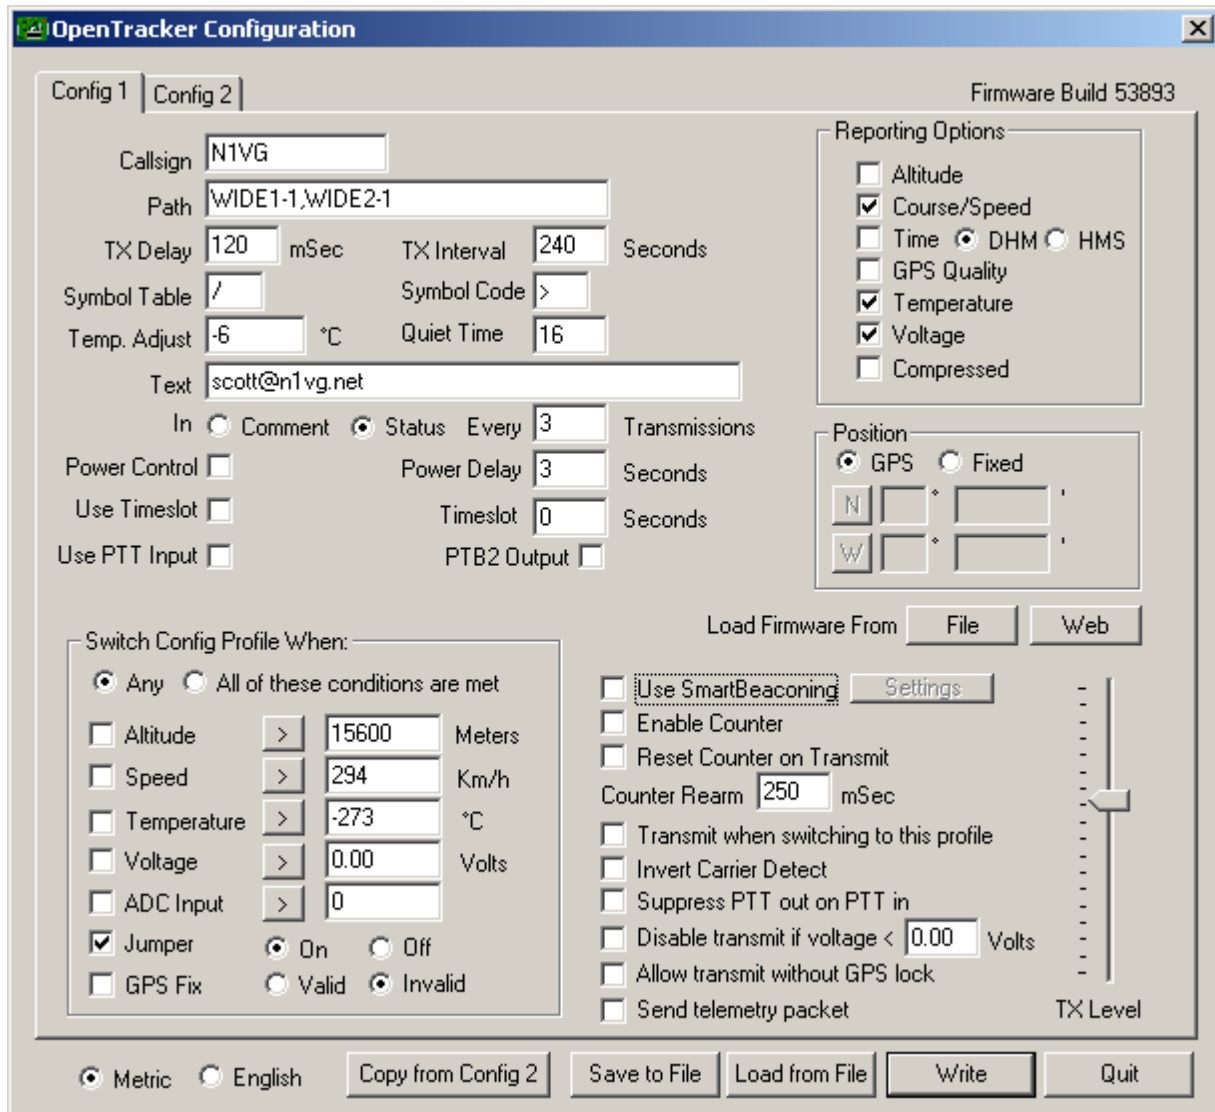 OpenTracker Configuration
Config 1 Config 2
Firmware Build 53893
Callsign N1VG
Path WIDE1-1,WIDE2-1
TX Delay 120 mSec TX Interval 240 Seconds
Symbol Table / Symbol Code >
Temp. Adjust -6 °C Quiet Time 16
Text scott@n1vg.net
In Comment Status Every 3 Transmissions
Power Control Power Delay 3 Seconds
Use Timeslot Timeslot 0 Seconds
Use PTT Input PTB2 Output
Reporting Options
Altitude
Course/Speed
Time DHM HMS
GPS Quality
Temperature
Voltage
Compressed
Position
GPS Fixed
N ° '
W ° '
Load Firmware From File Web
Switch Config Profile When:
Any All of these conditions are met
Altitude > 15600 Meters
Speed > 294 Km/h
Temperature > -273 °C
Voltage > 0.00 Volts
ADC Input > 0
Jumper On Off
GPS Fix Valid Invalid
Use SmartBeaconing Settings
Enable Counter
Reset Counter on Transmit
Counter Rearm 250 mSec
Transmit when switching to this profile
Invert Carrier Detect
Suppress PTT out on PTT in
Disable transmit if voltage < 0.00 Volts
Allow transmit without GPS lock
Send telemetry packet
TX Level
Metric English Copy from Config 2 Save to File Load from File Write Quit